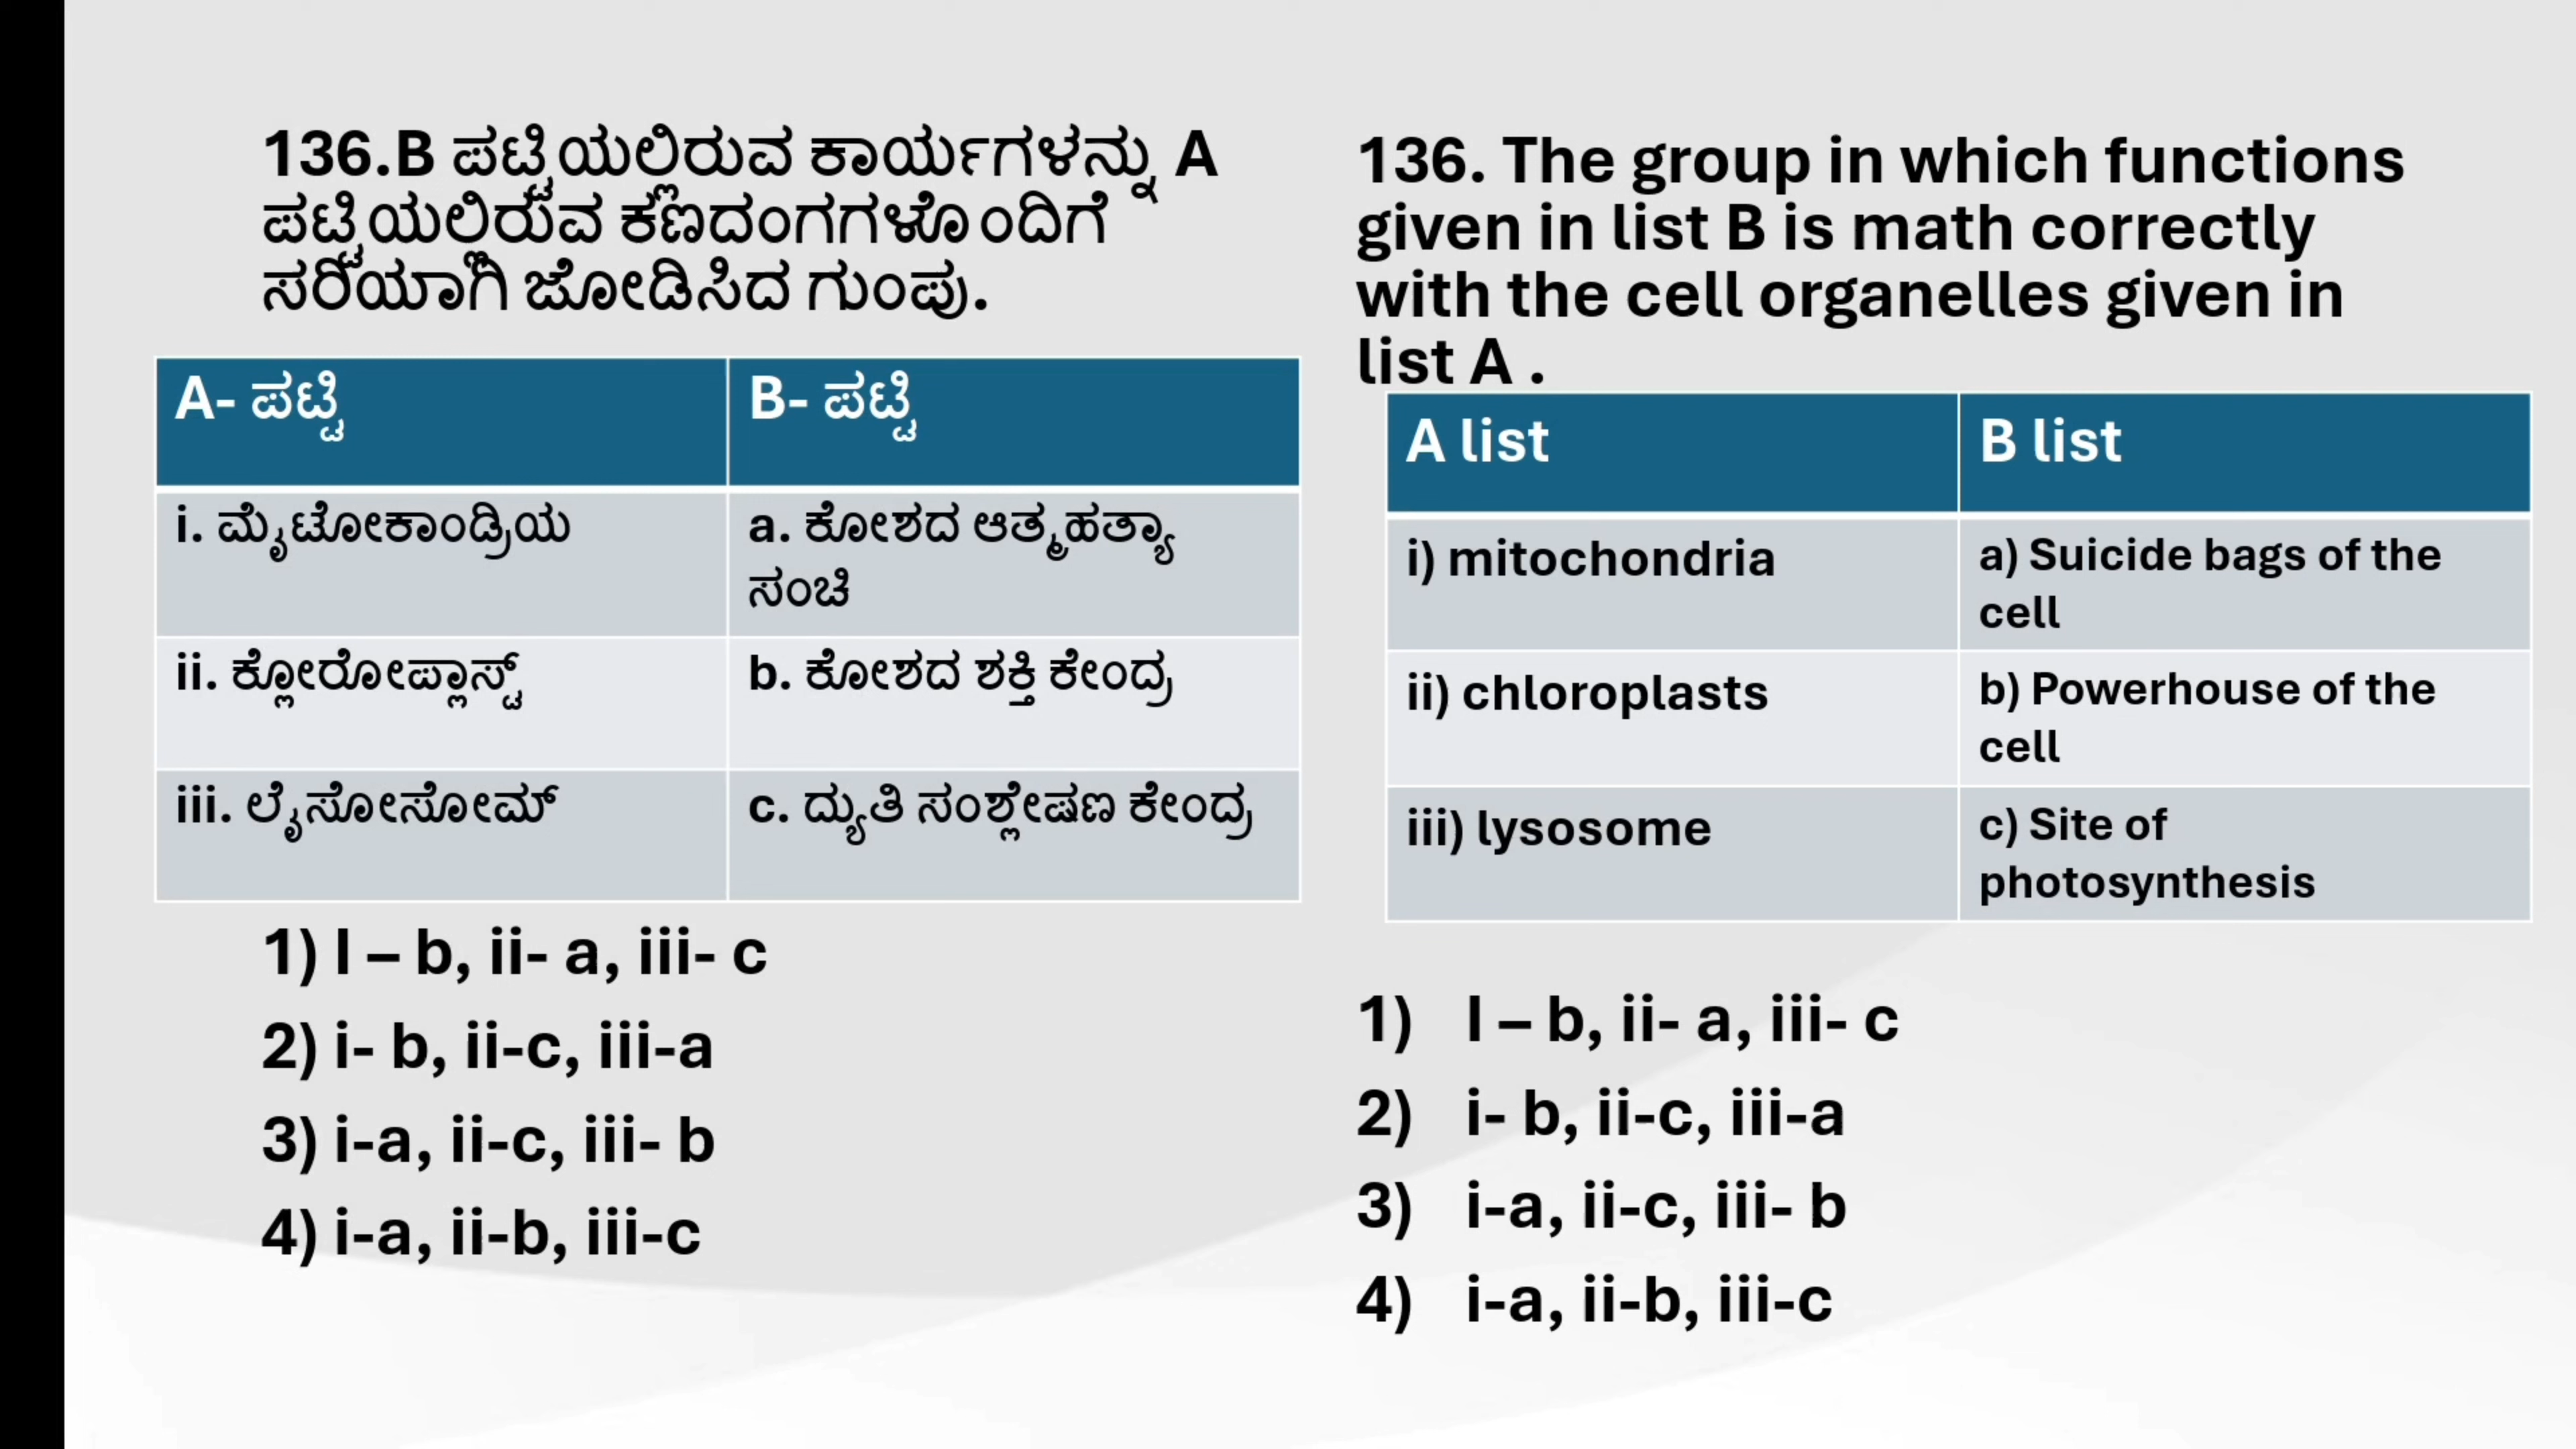 136.B ಪಟ್ಟಿಯಲ್ಲಿರುವ ಕಾರ್ಯಗಳನ್ನು A
ಪಟ್ಟಿಯಲ್ಲಿರುವ ಕಣದಂಗಗಳೊಂದಿಗೆ
ಸರಿಯಾಗಿ ಜೋಡಿಸಿದ ಗುಂಪು.
A- ಪಟ್ಟಿ
B- ಪಟ್ಟಿ
i. ಮೈಟೋಕಾಂಡ್ರಿಯ
a. ಕೋಶದ ಆತ್ಮಹತ್ಯಾ
ಸಂಚಿ
ii. ಕ್ಲೋರೋಪ್ಲಾಸ್ಟ್
b. ಕೋಶದ ಶಕ್ತಿ ಕೇಂದ್ರ
iii. ಲೈಸೋಸೋಮ್
c. ದ್ಯುತಿ ಸಂಶ್ಲೇಷಣ ಕೇಂದ್ರ
1) I – b, ii- a, iii- c
2) i- b, ii-c, iii-a
3) i-a, ii-c, iii- b
4) i-a, ii-b, iii-c
136. The group in which functions
given in list B is math correctly
with the cell organelles given in
list A .
A list
B list
i) mitochondria
a) Suicide bags of the
cell
ii) chloroplasts
b) Powerhouse of the
cell
iii) lysosome
c) Site of
photosynthesis
1) I – b, ii- a, iii- c
2) i- b, ii-c, iii-a
3) i-a, ii-c, iii- b
4) i-a, ii-b, iii-c